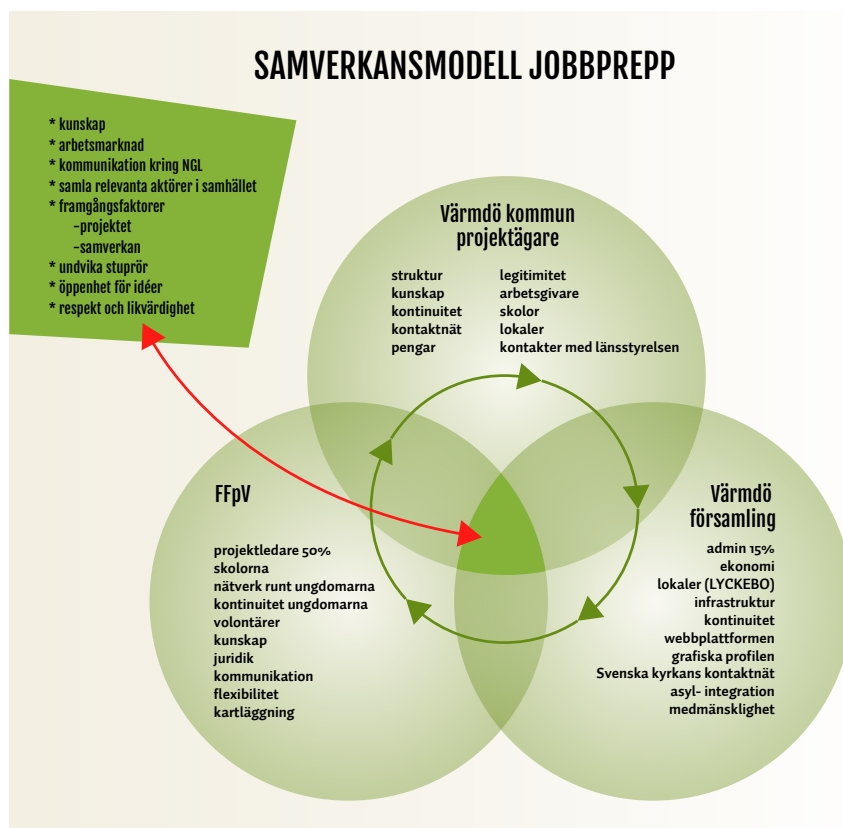 SAMVERKANSMODELL JOBBPREPP
* kunskap
* arbetsmarknad
* kommunikation kring NGL
* samla relevanta aktörer i samhället
* framgångsfaktorer
-projektet
-samverkan
* undvika stuprör
* öppenhet för idéer
* respekt och likvärdighet
Värmdö kommun
projektägare
struktur
kunskap
kontinuitet
kontaktnät
pengar
legitimitet
arbetsgivare
skolor
lokaler
kontakter med länsstyrelsen
FFpV
projektledare 50%
skolorna
nätverk runt ungdomarna
kontinuitet ungdomarna
volontärer
kunskap
juridik
kommunikation
flexibilitet
kartläggning
Värmdö
församling
admin 15%
ekonomi
lokaler (LYCKEBO)
infrastruktur
kontinuitet
webbplattformen
grafiska profilen
Svenska kyrkans kontaktnät
asyl- integration
medmänsklighet